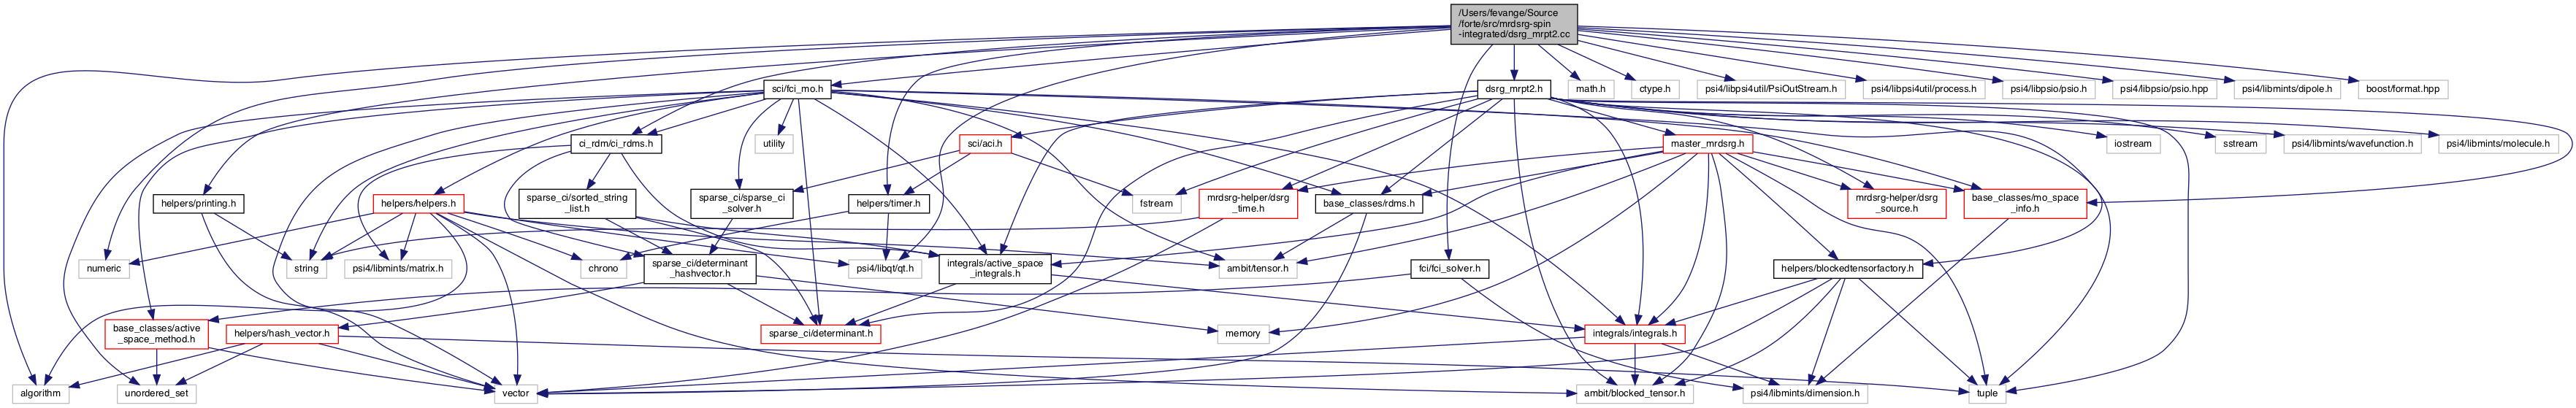 /Users/fevange/Source
/forte/src/mrdsrg-spin
-integrated/dsrg_mrpt2.cc
sci/fci_mo.h
dsrg_mrpt2.h
math.h
ctype.h
psi4/libpsi4util/PsiOutStream.h
psi4/libpsi4util/process.h
psi4/libpsio/psio.h
psi4/libpsio/psio.hpp
psi4/libmints/dipole.h
boost/format.hpp
ci_rdm/ci_rdms.h
utility
sci/aci.h
master_mrdsrg.h
iostream
sstream
psi4/libmints/wavefunction.h
psi4/libmints/molecule.h
helpers/printing.h
helpers/helpers.h
sparse_ci/sorted_string
_list.h
sparse_ci/sparse_ci
_solver.h
helpers/timer.h
fstream
mrdsrg-helper/dsrg
_time.h
base_classes/rdms.h
mrdsrg-helper/dsrg
_source.h
base_classes/mo_space
_info.h
numeric
string
psi4/libmints/matrix.h
chrono
sparse_ci/determinant
_hashvector.h
psi4/libqt/qt.h
integrals/active_space
_integrals.h
ambit/tensor.h
fci/fci_solver.h
helpers/blockedtensorfactory.h
base_classes/active
_space_method.h
helpers/hash_vector.h
sparse_ci/determinant.h
memory
integrals/integrals.h
algorithm
unordered_set
vector
ambit/blocked_tensor.h
psi4/libmints/dimension.h
tuple